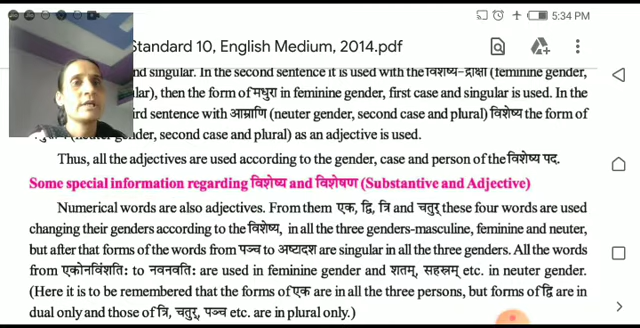 5:34 PM
Standard 10, English Medium, 2014.pdf
nd singular. In the second sentence it is used with the विशेष्य-द्राक्षा (feminine gender,
lar), then the form of मधुरा in feminine gender, first case and singular is used. In the
ird sentence with आम्राणि (neuter gender, second case and plural) विशेष्य the form of
der, second case and plural) as an adjective is used.
Thus, all the adjectives are used according to the gender, case and person of the विशेष्य पद.
Some special information regarding विशेष्य and विशेषण (Substantive and Adjective)
Numerical words are also adjectives. From them एक, द्वि, त्रि and चतुर् these four words are used
changing their genders according to the विशेष्य, in all the three genders-masculine, feminine and neuter,
but after that forms of the words from पञ्च to अष्टादश are singular in all the three genders. All the words
from एकोनविंशतिः to नवनवतिः are used in feminine gender and शतम्, सहस्रम् etc. in neuter gender.
(Here it is to be remembered that the forms of एक are in all the three persons, but forms of द्वि are in
dual only and those of त्रि, चतुर्, पञ्च etc. are in plural only.)